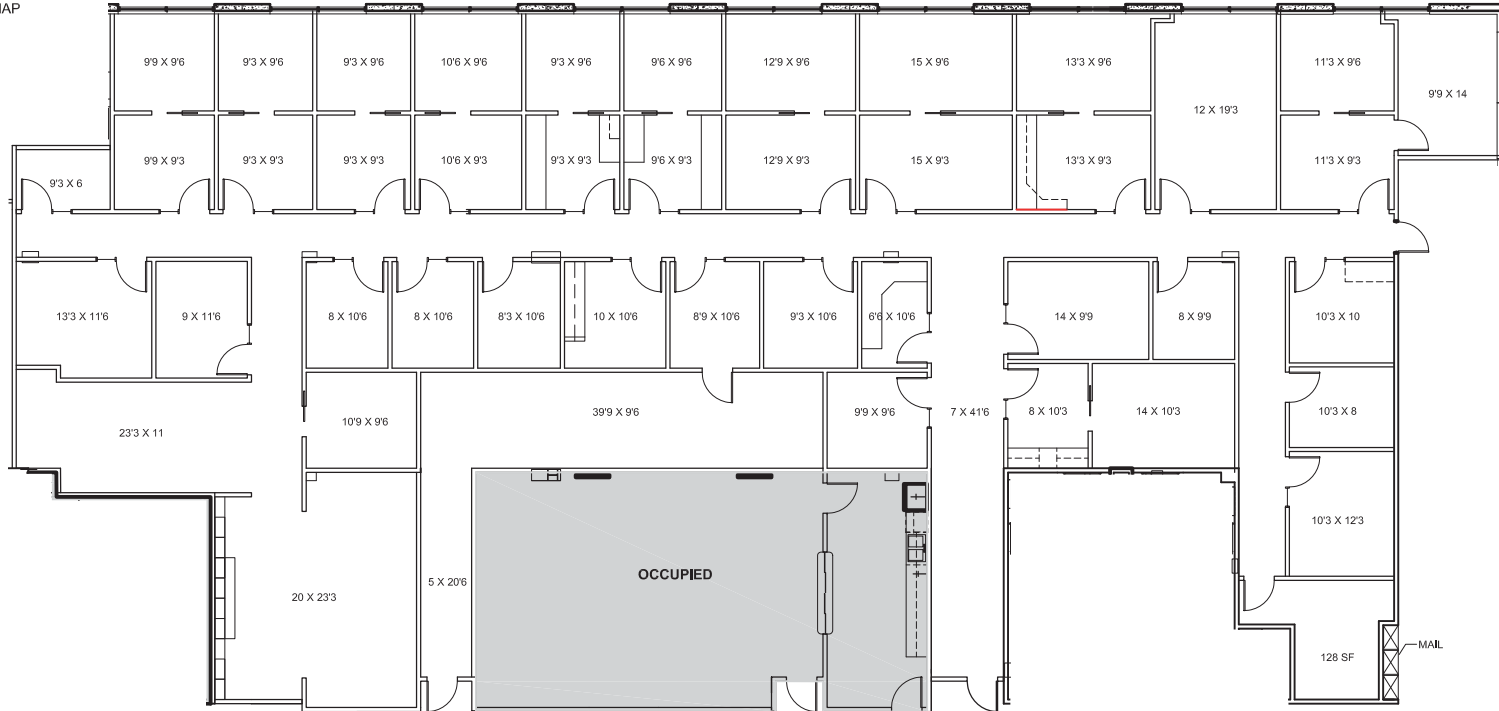 MAP
9'9 X 9'6
9'3 X 9'6
9'3 X 9'6
10'6 X 9'6
9'3 X 9'6
9'6 X 9'6
12'9 X 9'6
15 X 9'6
13'3 X 9'6
11'3 X 9'6
9'9 X 14
12 X 19'3
9'9 X 9'3
9'3 X 9'3
9'3 X 9'3
10'6 X 9'3
9'3 X 9'3
9'6 X 9'3
12'9 X 9'3
15 X 9'3
13'3 X 9'3
11'3 X 9'3
9'3 X 6
13'3 X 11'6
9 X 11'6
8 X 10'6
8 X 10'6
8'3 X 10'6
10 X 10'6
8'9 X 10'6
9'3 X 10'6
6'6 X 10'6
14 X 9'9
8 X 9'9
10'3 X 10
23'3 X 11
10'9 X 9'6
39'9 X 9'6
9'9 X 9'6
7 X 41'6
8 X 10'3
14 X 10'3
10'3 X 8
10'3 X 12'3
20 X 23'3
5 X 20'6
OCCUPIED
128 SF
MAIL